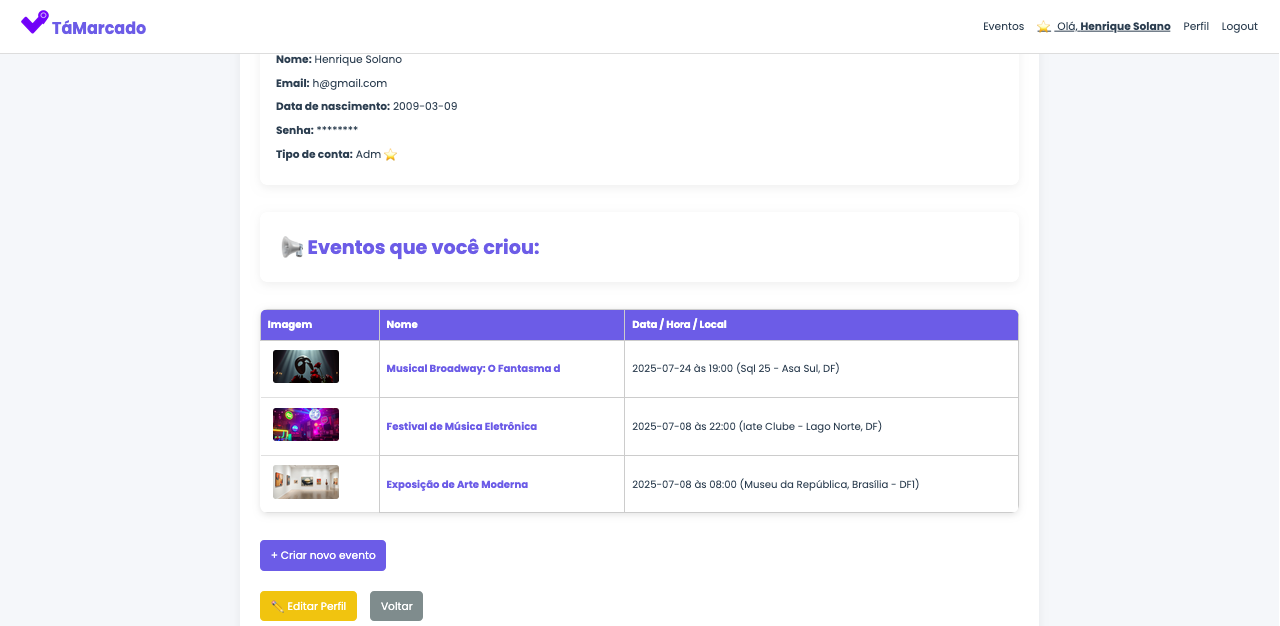 TáMarcado
Eventos ⭐ Olá, Henrique Solano Perfil Logout
Nome: Henrique Solano
Email: h@gmail.com
Data de nascimento: 2009-03-09
Senha: ********
Tipo de conta: Adm ⭐
📢 Eventos que você criou:
Imagem Nome Data / Hora / Local
Musical Broadway: O Fantasma d 2025-07-24 às 19:00 (Sql 25 - Asa Sul, DF)
Festival de Música Eletrônica 2025-07-08 às 22:00 (Iate Clube - Lago Norte, DF)
Exposição de Arte Moderna 2025-07-08 às 08:00 (Museu da República, Brasília - DF1)
+ Criar novo evento
✏️ Editar Perfil Voltar